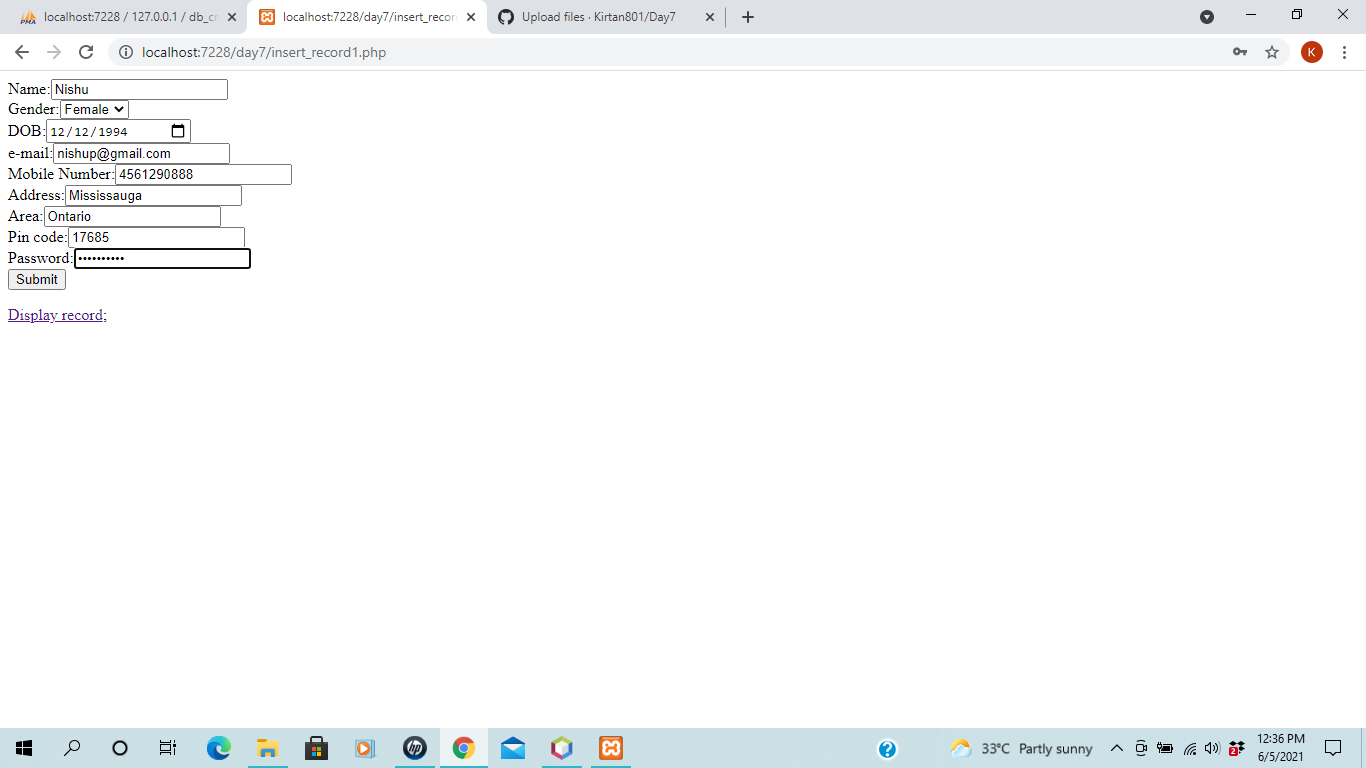 localhost:7228 / 127.0.0.1 / db_cr
localhost:7228/day7/insert_recor
Upload files · Kirtan801/Day7
localhost:7228/day7/insert_record1.php
K
Name: Nishu
Gender: Female
DOB: 12/12/1994
e-mail: nishup@gmail.com
Mobile Number: 4561290888
Address: Mississauga
Area: Ontario
Pin code: 17685
Password: ••••••••••
Submit
Display record;
33°C Partly sunny
12:36 PM
6/5/2021